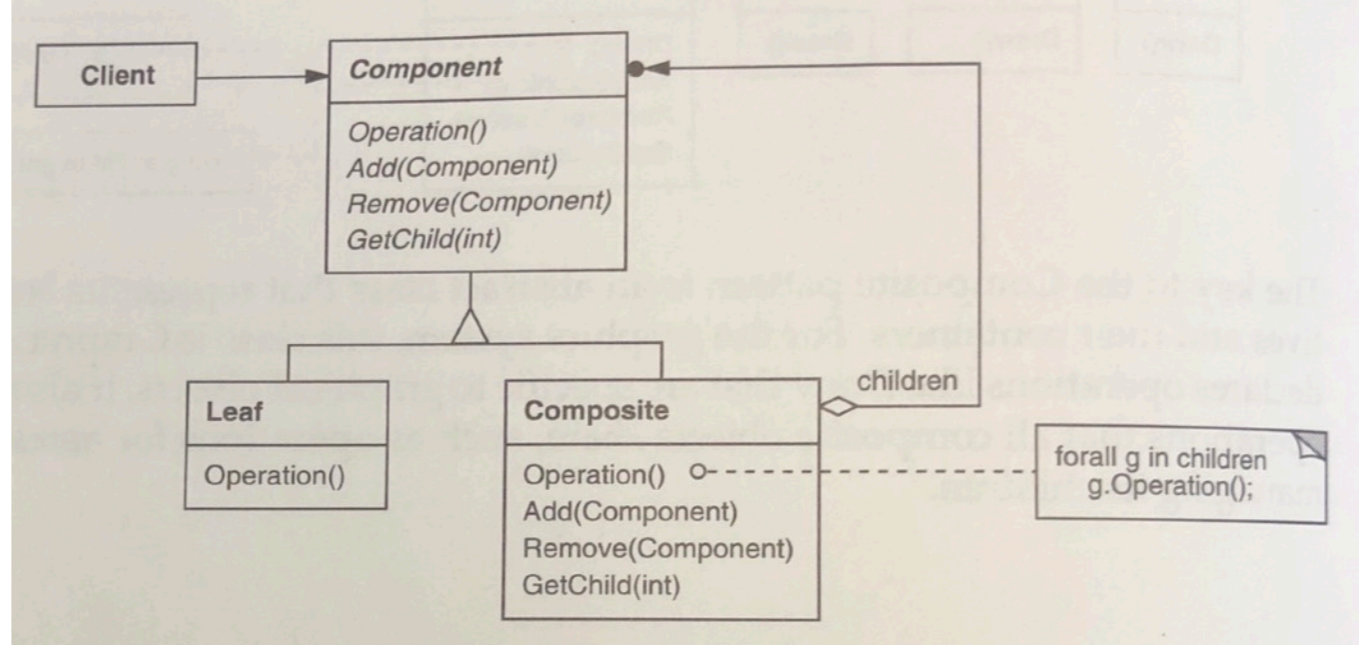 Client
Component
Operation()
Add(Component)
Remove(Component)
GetChild(int)
Leaf
Operation()
Composite
Operation()
Add(Component)
Remove(Component)
GetChild(int)
children
forall g in children
g.Operation();